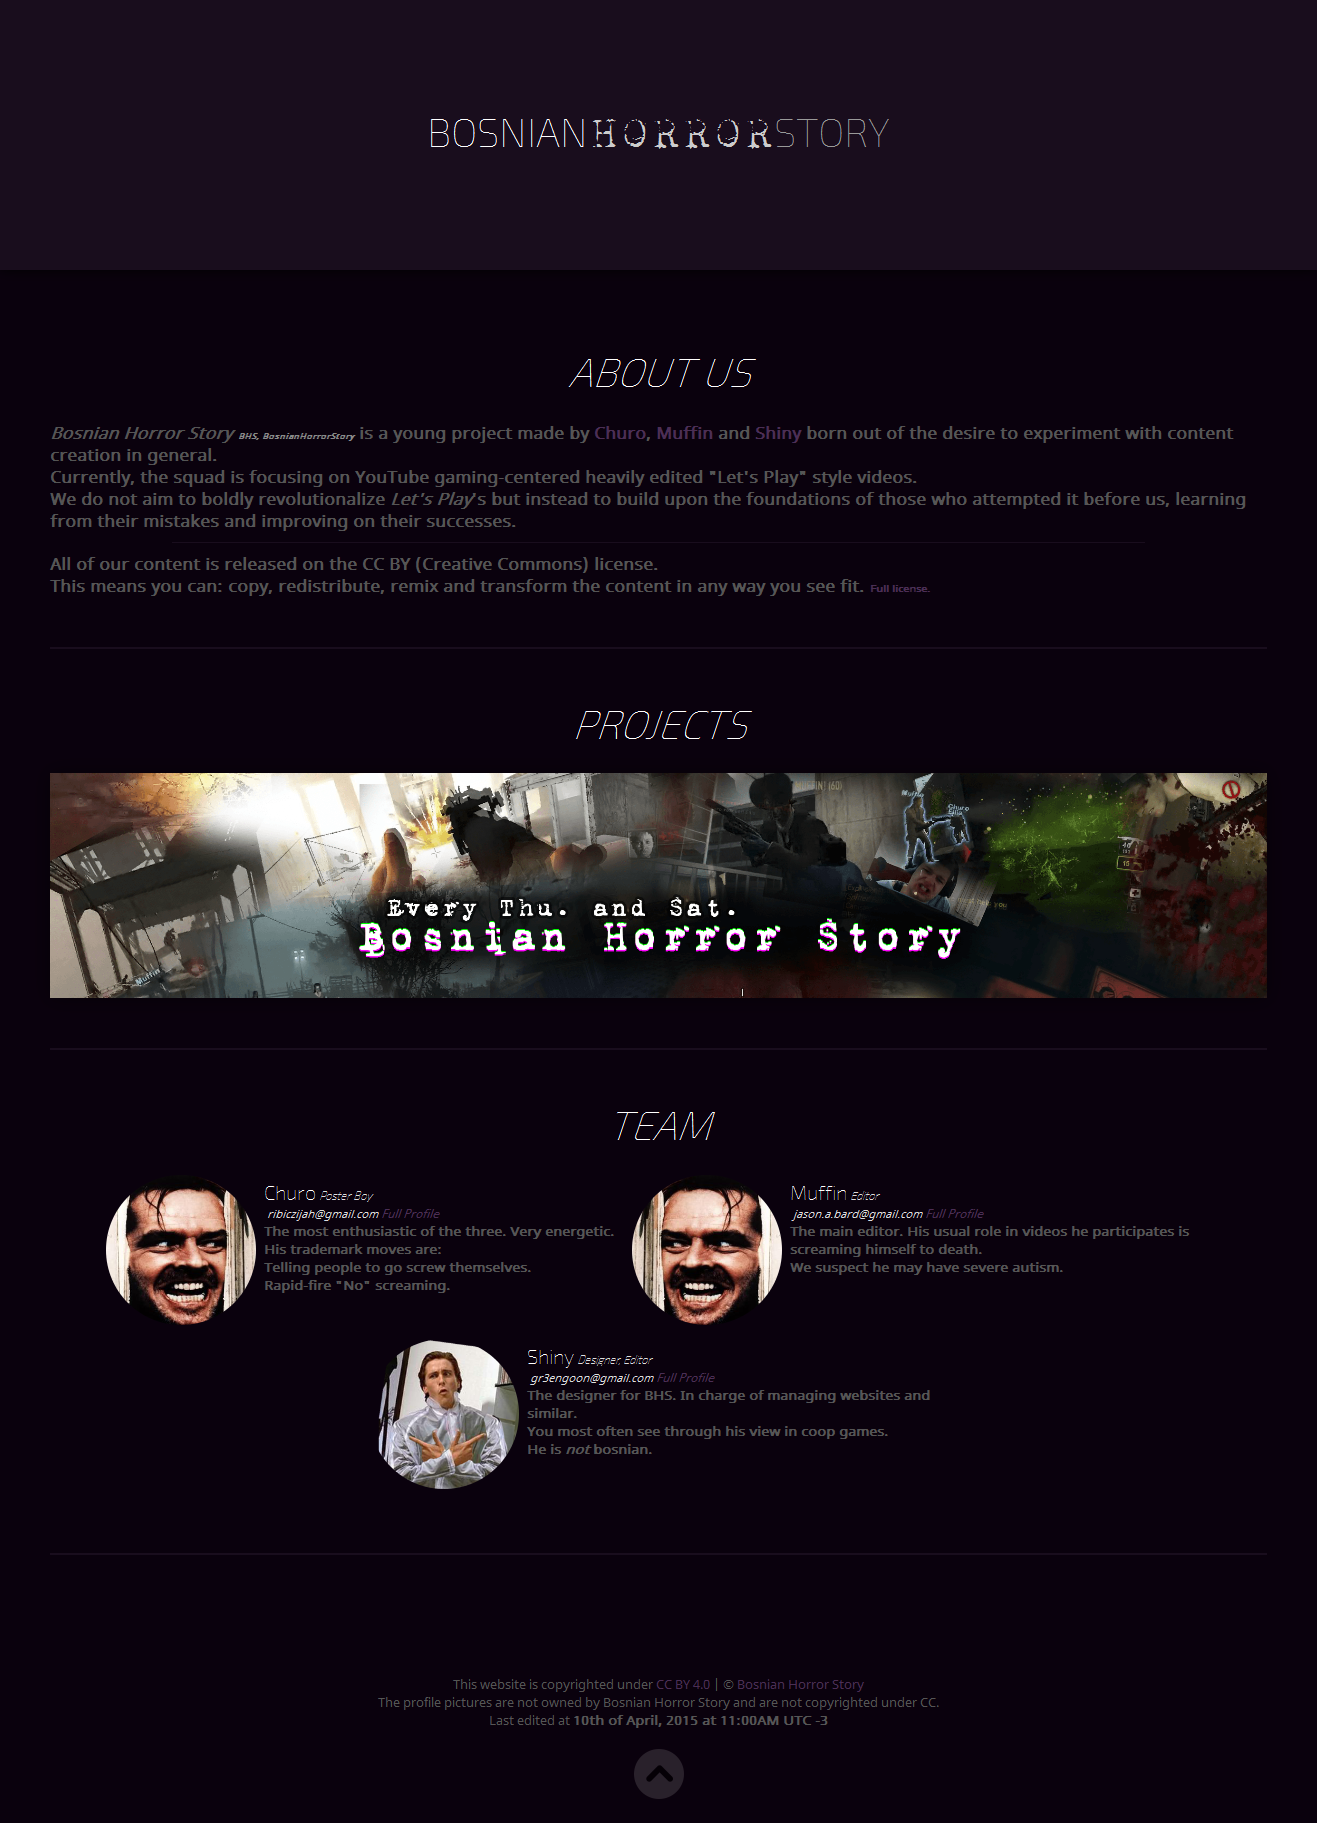 BOSNIANHORRORSTORY
ABOUT US
Bosnian Horror Story BHS, BosnianHorrorStory is a young project made by Churo, Muffin and Shiny born out of the desire to experiment with content
creation in general.
Currently, the squad is focusing on YouTube gaming-centered heavily edited "Let's Play" style videos.
We do not aim to boldly revolutionalize Let's Play's but instead to build upon the foundations of those who attempted it before us, learning
from their mistakes and improving on their successes.
All of our content is released on the CC BY (Creative Commons) license.
This means you can: copy, redistribute, remix and transform the content in any way you see fit. Full license.
PROJECTS
Muffin
Churo
Every Thu. and Sat.
Bosnian Horror Story
Muffin
TEAM
Churo Poster Boy
ribiczijah@gmail.com Full Profile
The most enthusiastic of the three. Very energetic.
His trademark moves are:
Telling people to go screw themselves.
Rapid-fire "No" screaming.
Muffin Editor
jason.a.bard@gmail.com Full Profile
The main editor. His usual role in videos he participates is
screaming himself to death.
We suspect he may have severe autism.
Shiny Designer, Editor
gr3engoon@gmail.com Full Profile
The designer for BHS. In charge of managing websites and
similar.
You most often see through his view in coop games.
He is not bosnian.
This website is copyrighted under CC BY 4.0 | © Bosnian Horror Story
The profile pictures are not owned by Bosnian Horror Story and are not copyrighted under CC.
Last edited at 10th of April, 2015 at 11:00AM UTC -3